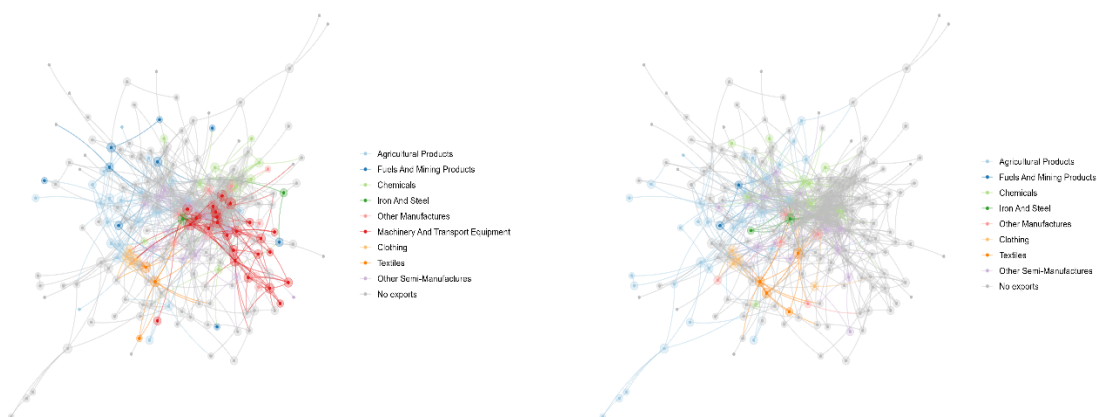 Agricultural Products
Fuels And Mining Products
Chemicals
Iron And Steel
Other Manufactures
Machinery And Transport Equipment
Clothing
Textiles
Other Semi-Manufactures
No exports
Agricultural Products
Fuels And Mining Products
Chemicals
Iron And Steel
Other Manufactures
Clothing
Textiles
Other Semi-Manufactures
No exports